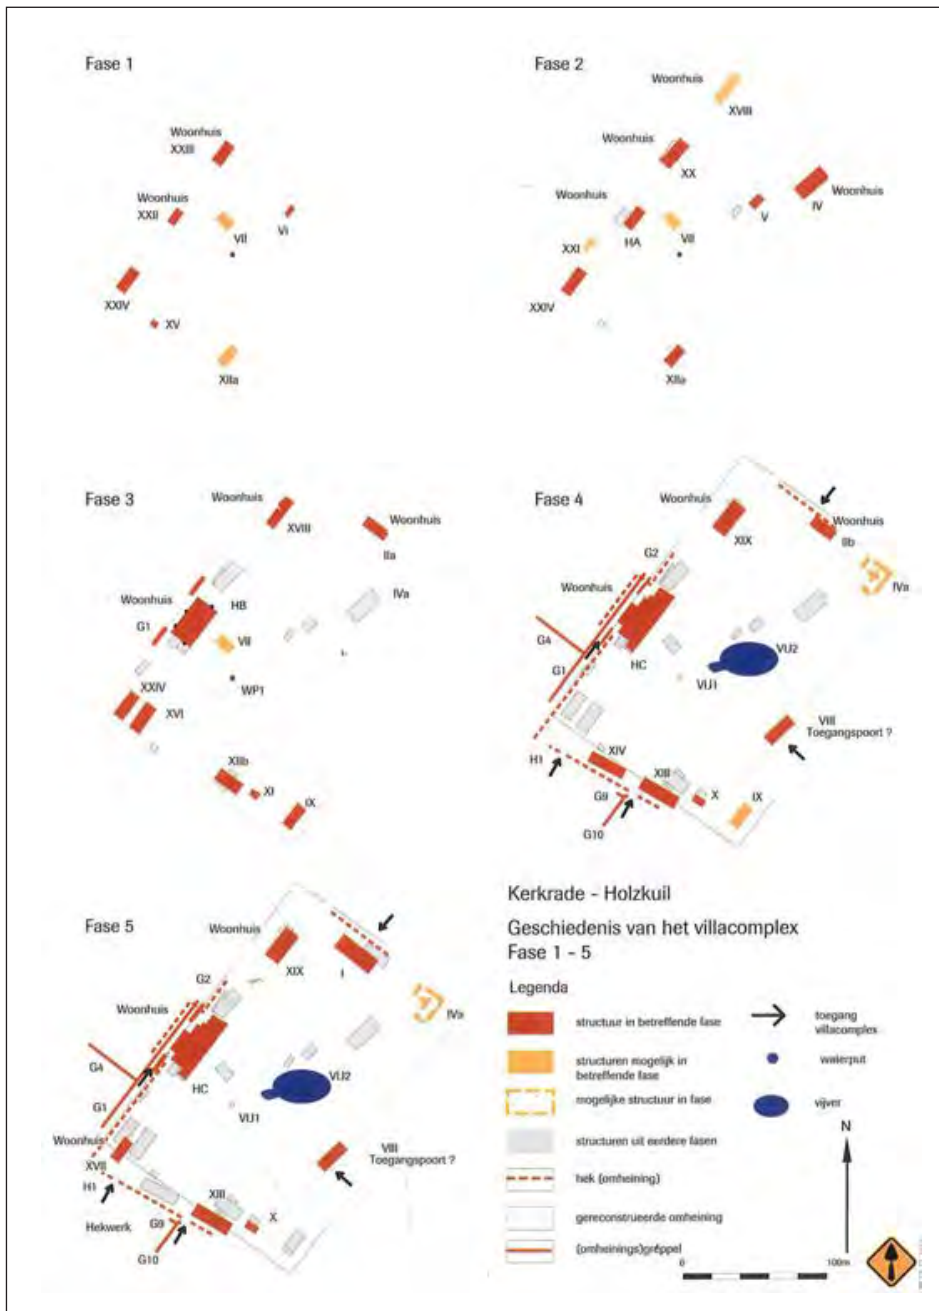 Fase 1
Woonhuis
XXIII
Woonhuis
XXII
VI
VII
XXIV
XV
XIIa
Fase 2
Woonhuis
XVIII
XX
Woonhuis
IV
V
Woonhuis
HA
VII
XXI
XXIV
XIIa
Fase 3
Woonhuis
XVIII
Woonhuis
IIa
IVa
Woonhuis
HB
G1
VII
XXIV
XVI
WP1
XIIb
XI
IX
Fase 4
Woonhuis
XIX
Woonhuis
IIb
IVa
G2
Woonhuis
G4
G1
HC
VIJ2
VIJ1
VIII
Toegangspoort ?
H1
XIV
XIII
X
IX
G9
G10
Fase 5
Woonhuis
XIX
I
IVa
G2
Woonhuis
G4
G1
HC
VIJ2
VIJ1
Woonhuis
XVII
VIII
Toegangspoort ?
H1
XIII
X
Hekwerk
G9
G10
Kerkrade - Holzkuil
Geschiedenis van het villacomplex
Fase 1 - 5
Legenda
structuur in betreffende fase
structuren mogelijk in
betreffende fase
mogelijke structuur in fase
structuren uit eerdere fasen
hek (omheining)
gereconstrueerde omheining
(omheinings)greppel
toegang
villacomplex
waterput
vijver
N
0 100m